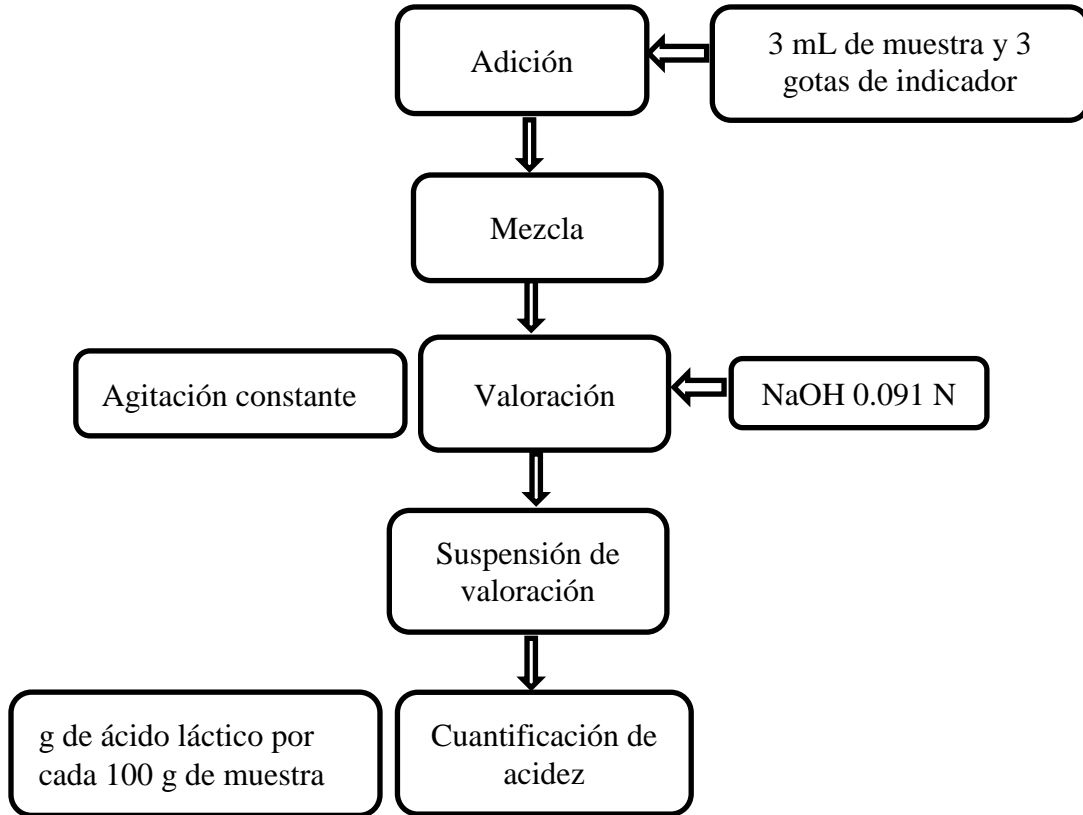 Adición
3 mL de muestra y 3
gotas de indicador
Mezcla
Agitación constante
Valoración
NaOH 0.091 N
Suspensión de
valoración
g de ácido láctico por
cada 100 g de muestra
Cuantificación de
acidez